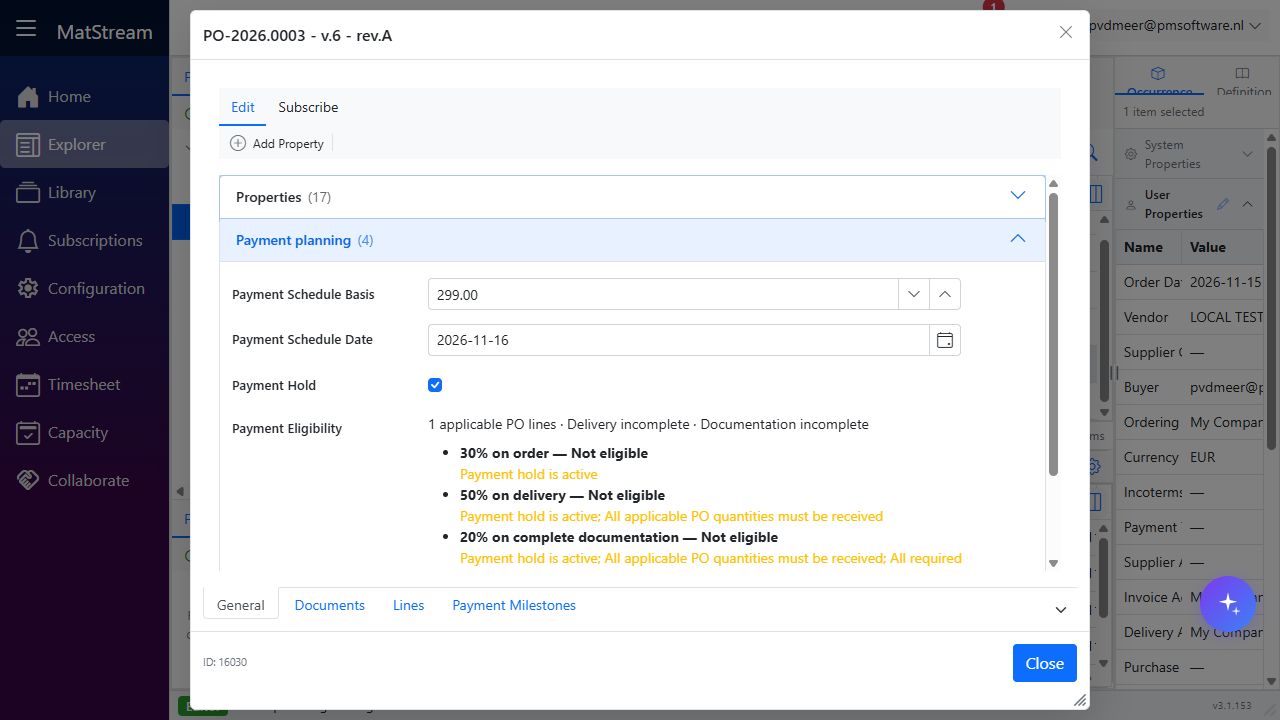 MatStream
Home
Explorer
Library
Subscriptions
Configuration
Access
Timesheet
Capacity
Collaborate
PO-2026.0003 - v.6 - rev.A
Edit
Subscribe
Add Property
Properties (17)
Payment planning (4)
Payment Schedule Basis
299.00
Payment Schedule Date
2026-11-16
Payment Hold
Payment Eligibility
1 applicable PO lines · Delivery incomplete · Documentation incomplete
• 30% on order — Not eligible
Payment hold is active
• 50% on delivery — Not eligible
Payment hold is active; All applicable PO quantities must be received
• 20% on complete documentation — Not eligible
Payment hold is active; All applicable PO quantities must be received; All required
General
Documents
Lines
Payment Milestones
ID: 16030
Close
1
pvdmeer@pmsoftware.nl
Occurrence
Definition
1 item selected
System
Properties
User
Properties
Name Value
Order Da 2026-11-15
Vendor LOCAL TEST
Supplier
Buyer pvdmeer@p
Ordering My Compar
Currency EUR
Incoterms —
Payment —
Supplier —
Invoice A My Compar
Delivery A My Compar
Purchase —
v3.1.153